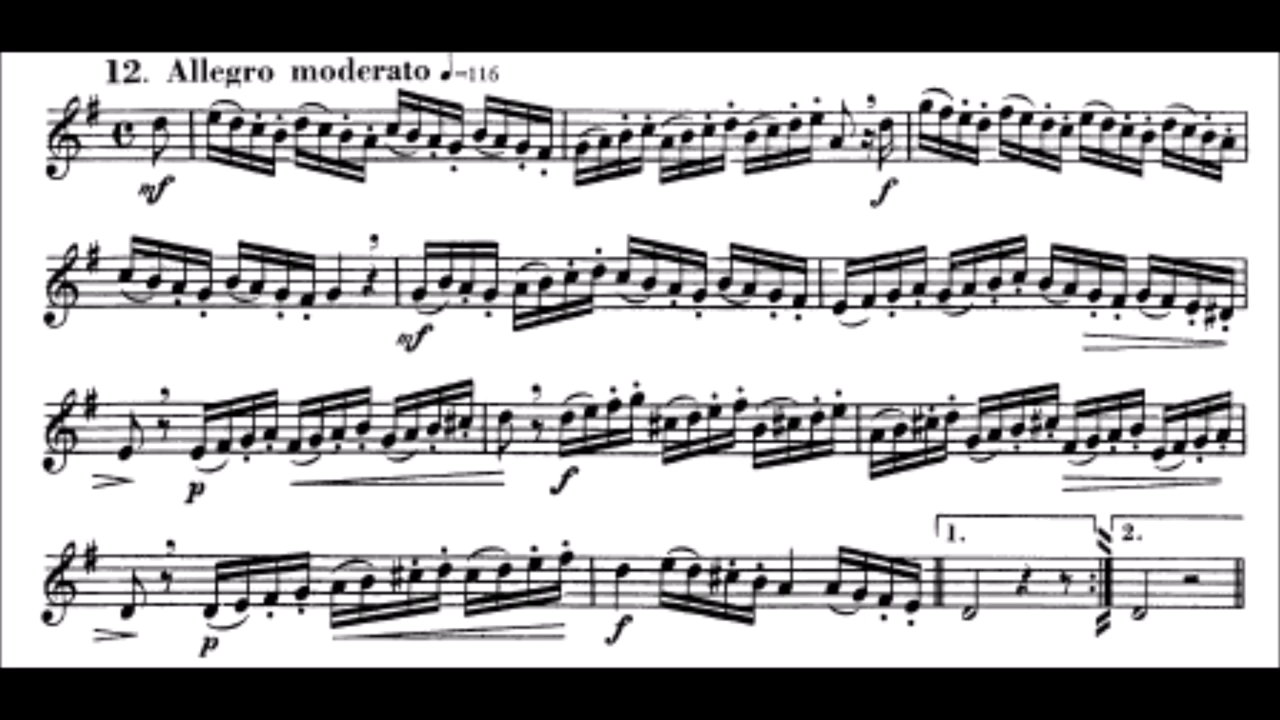 12. Allegro moderato ♩=116
mf
f
mf
p
f
p
f
1.
2.